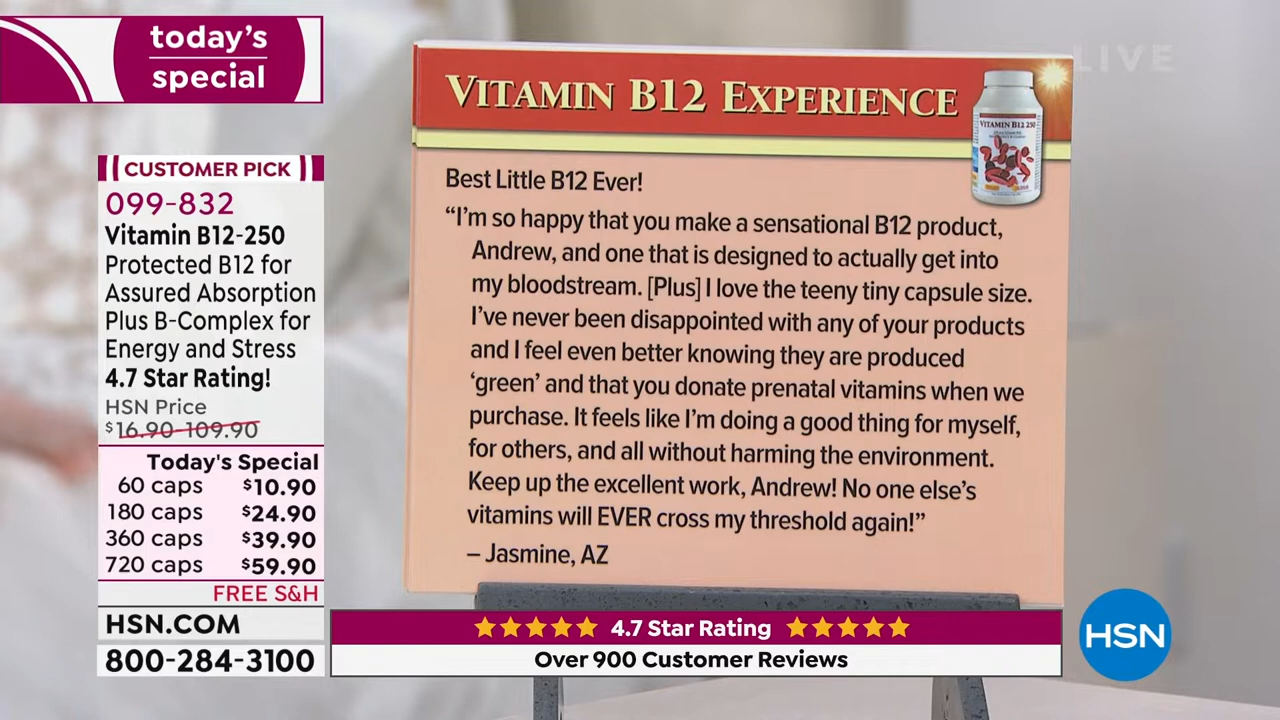 today's
special
CUSTOMER PICK
099-832
Vitamin B12-250
Protected B12 for
Assured Absorption
Plus B-Complex for
Energy and Stress
4.7 Star Rating!
HSN Price
$16.90-109.90
Today's Special
60 caps $10.90
180 caps $24.90
360 caps $39.90
720 caps $59.90
FREE S&H
HSN.COM
800-284-3100
LIVE
VITAMIN B12 EXPERIENCE
VITAMIN B12 250
Best Little B12 Ever!
“I’m so happy that you make a sensational B12 product,
Andrew, and one that is designed to actually get into
my bloodstream. [Plus] I love the teeny tiny capsule size.
I’ve never been disappointed with any of your products
and I feel even better knowing they are produced
‘green’ and that you donate prenatal vitamins when we
purchase. It feels like I’m doing a good thing for myself,
for others, and all without harming the environment.
Keep up the excellent work, Andrew! No one else’s
vitamins will EVER cross my threshold again!”
– Jasmine, AZ
4.7 Star Rating
Over 900 Customer Reviews
HSN